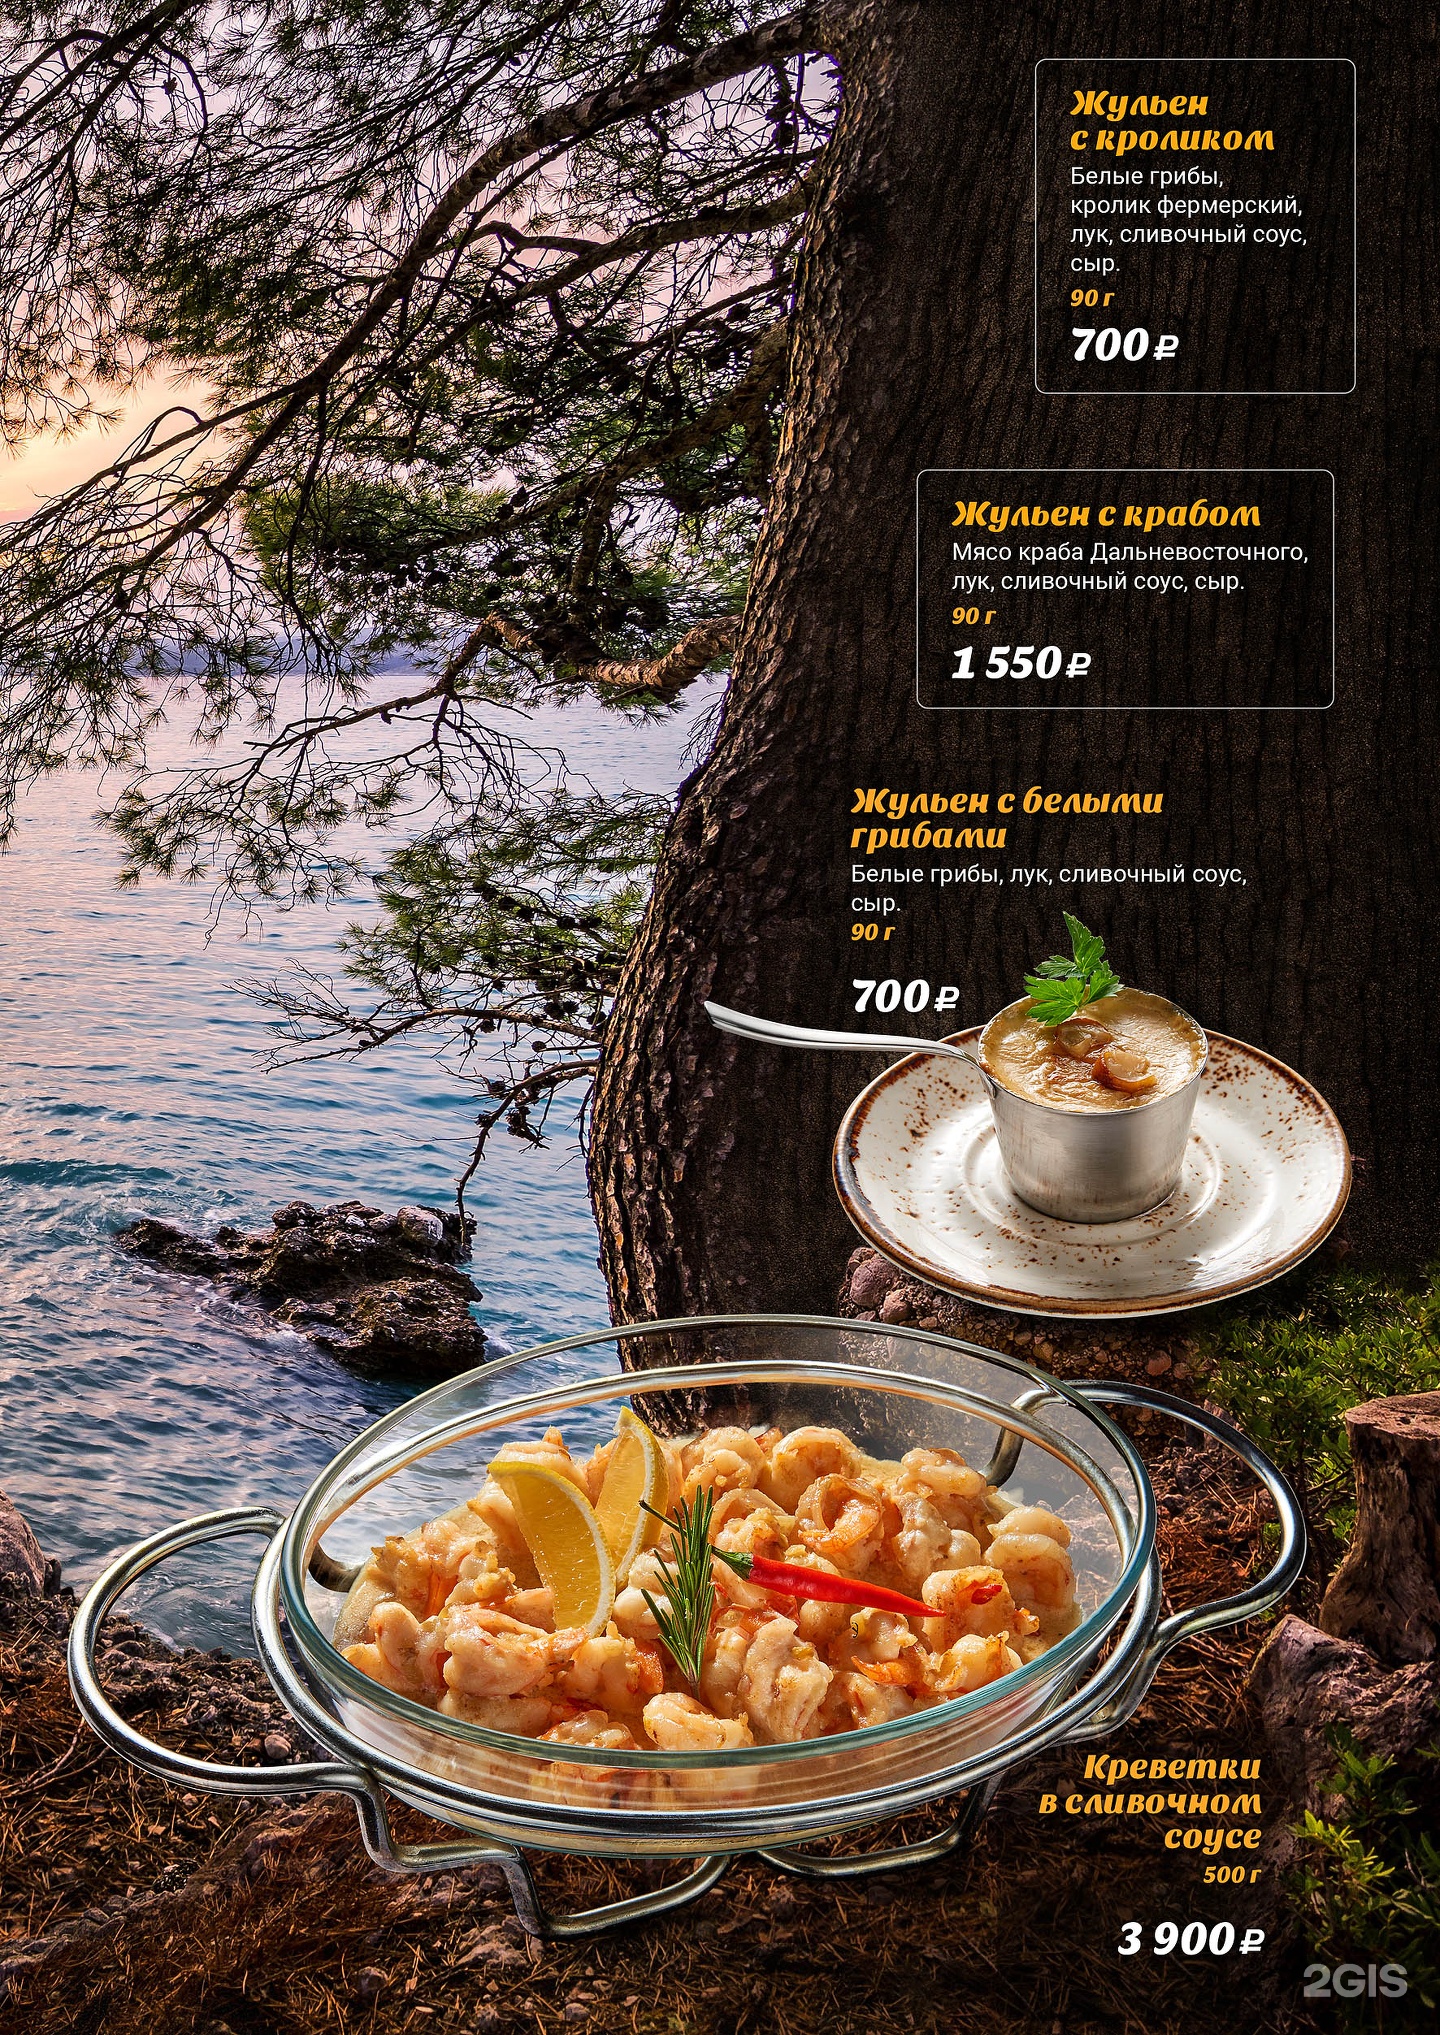 Жульен
с кроликом
Белые грибы,
кролик фермерский,
лук, сливочный соус,
сыр.
90 г
700 ₽
Жульен с крабом
Мясо краба Дальневосточного,
лук, сливочный соус, сыр.
90 г
1 550 ₽
Жульен с белыми
грибами
Белые грибы, лук, сливочный соус,
сыр.
90 г
700 ₽
Креветки
в сливочном
соусе
500 г
3 900 ₽
2GIS